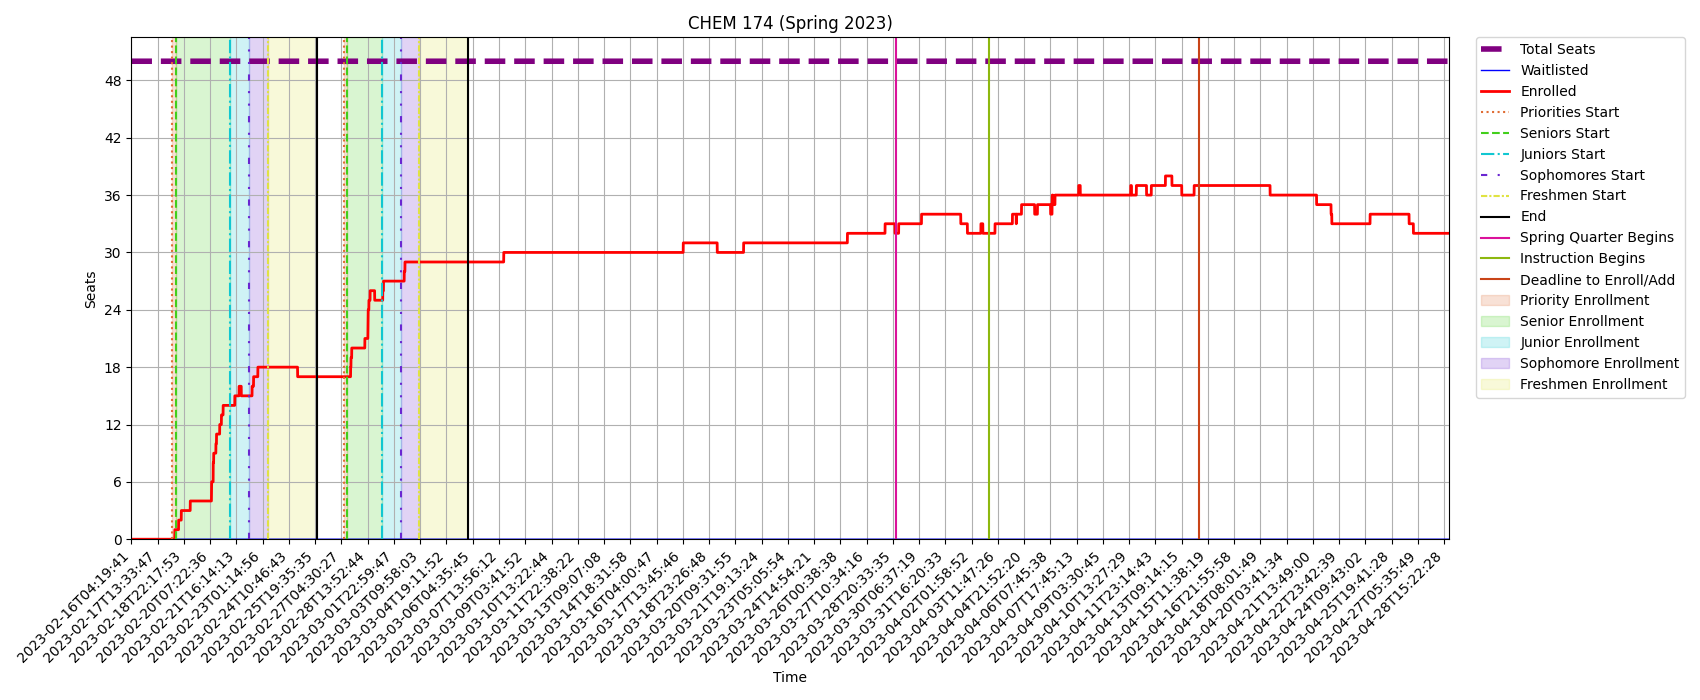 CHEM 174 (Spring 2023)
Seats
48
42
36
30
24
18
12
6
0
2023-02-16T04:19:41
2023-02-17T13:33:47
2023-02-18T22:17:53
2023-02-20T07:22:36
2023-02-21T16:14:13
2023-02-23T01:14:56
2023-02-24T10:46:43
2023-02-25T19:35:35
2023-02-27T04:30:27
2023-02-28T13:52:44
2023-03-01T22:59:47
2023-03-03T09:58:03
2023-03-04T19:11:52
2023-03-06T04:35:45
2023-03-07T13:56:12
2023-03-09T03:41:52
2023-03-10T13:22:44
2023-03-11T22:38:22
2023-03-13T09:07:08
2023-03-14T18:31:58
2023-03-16T04:00:47
2023-03-17T13:45:46
2023-03-18T23:26:48
2023-03-20T09:31:55
2023-03-21T19:13:24
2023-03-23T05:05:54
2023-03-24T14:54:21
2023-03-26T00:38:38
2023-03-27T10:34:16
2023-03-28T20:33:35
2023-03-30T06:37:19
2023-03-31T16:20:33
2023-04-02T01:58:52
2023-04-03T11:47:26
2023-04-04T21:52:20
2023-04-06T07:45:38
2023-04-07T17:45:13
2023-04-09T03:30:45
2023-04-10T13:27:29
2023-04-11T23:14:43
2023-04-13T09:14:15
2023-04-15T11:38:19
2023-04-16T21:55:58
2023-04-18T08:01:49
2023-04-20T03:41:34
2023-04-21T13:49:00
2023-04-22T23:42:39
2023-04-24T09:43:02
2023-04-25T19:41:28
2023-04-27T05:35:49
2023-04-28T15:22:28
Time
Total Seats
Waitlisted
Enrolled
Priorities Start
Seniors Start
Juniors Start
Sophomores Start
Freshmen Start
End
Spring Quarter Begins
Instruction Begins
Deadline to Enroll/Add
Priority Enrollment
Senior Enrollment
Junior Enrollment
Sophomore Enrollment
Freshmen Enrollment